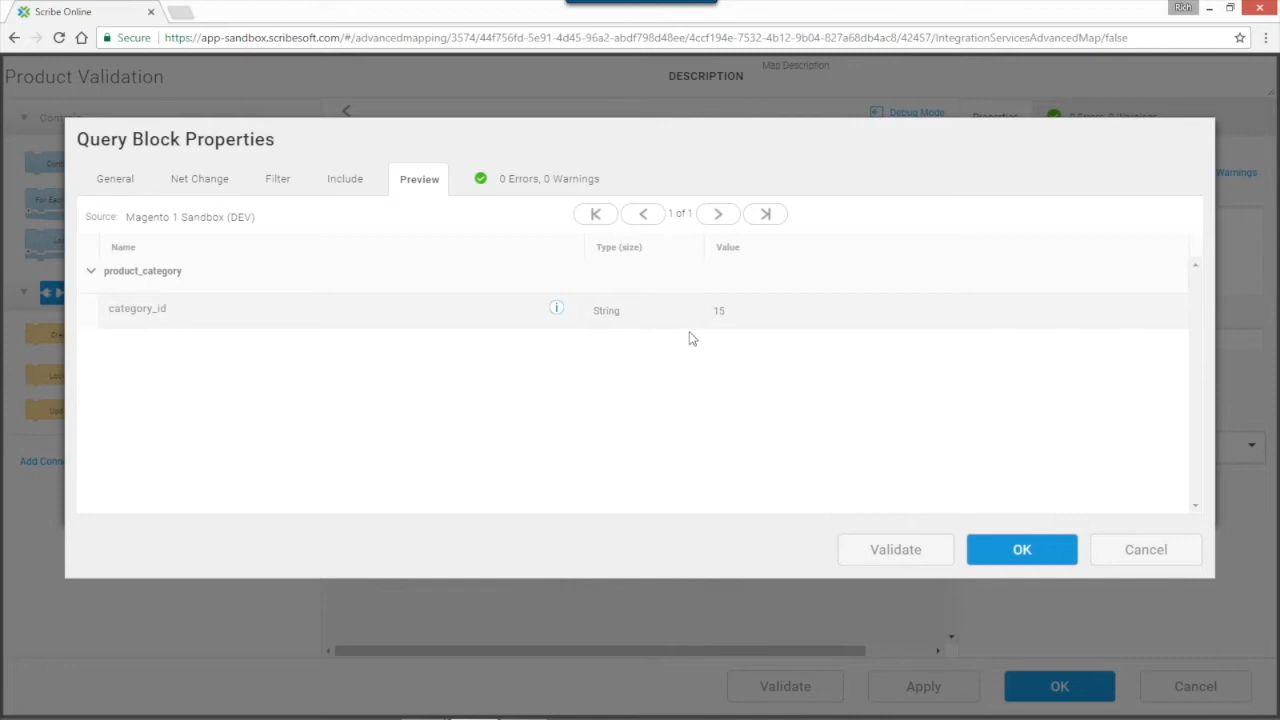 Scribe Online
Rich
Secure
https://app-sandbox.scribesoft.com/#/advancedmapping/3574/44f756fd-5e91-4d45-96a2-abdf798d48ee/4ccf194e-7532-4b12-9b04-827a68db4ac8/42457/IntegrationServicesAdvancedMap/false
Product Validation
DESCRIPTION
Map Description
Debug Mode
Properties
0 Errors, 0 Warnings
Query Block Properties
General
Net Change
Filter
Include
Preview
0 Errors, 0 Warnings
Warnings
For Each
Source: Magento 1 Sandbox (DEV)
1 of 1
Name
Type (size)
Value
product_category
category_id
i
String
15
Validate
OK
Cancel
Validate
Apply
OK
Cancel